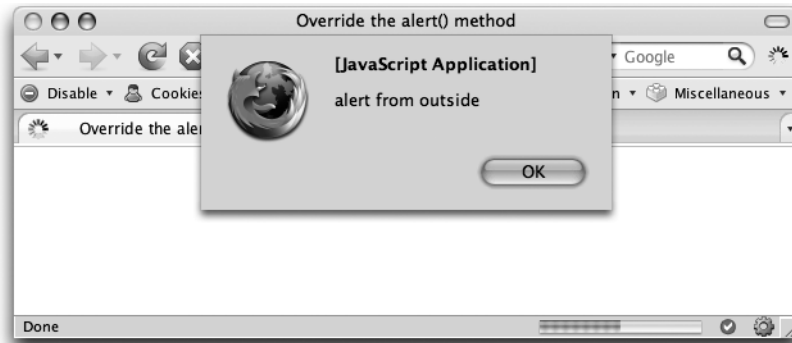 Override the alert() method
Google
[JavaScript Application]
alert from outside
OK
Disable
Cookies
Miscellaneous
Override the aler
Done